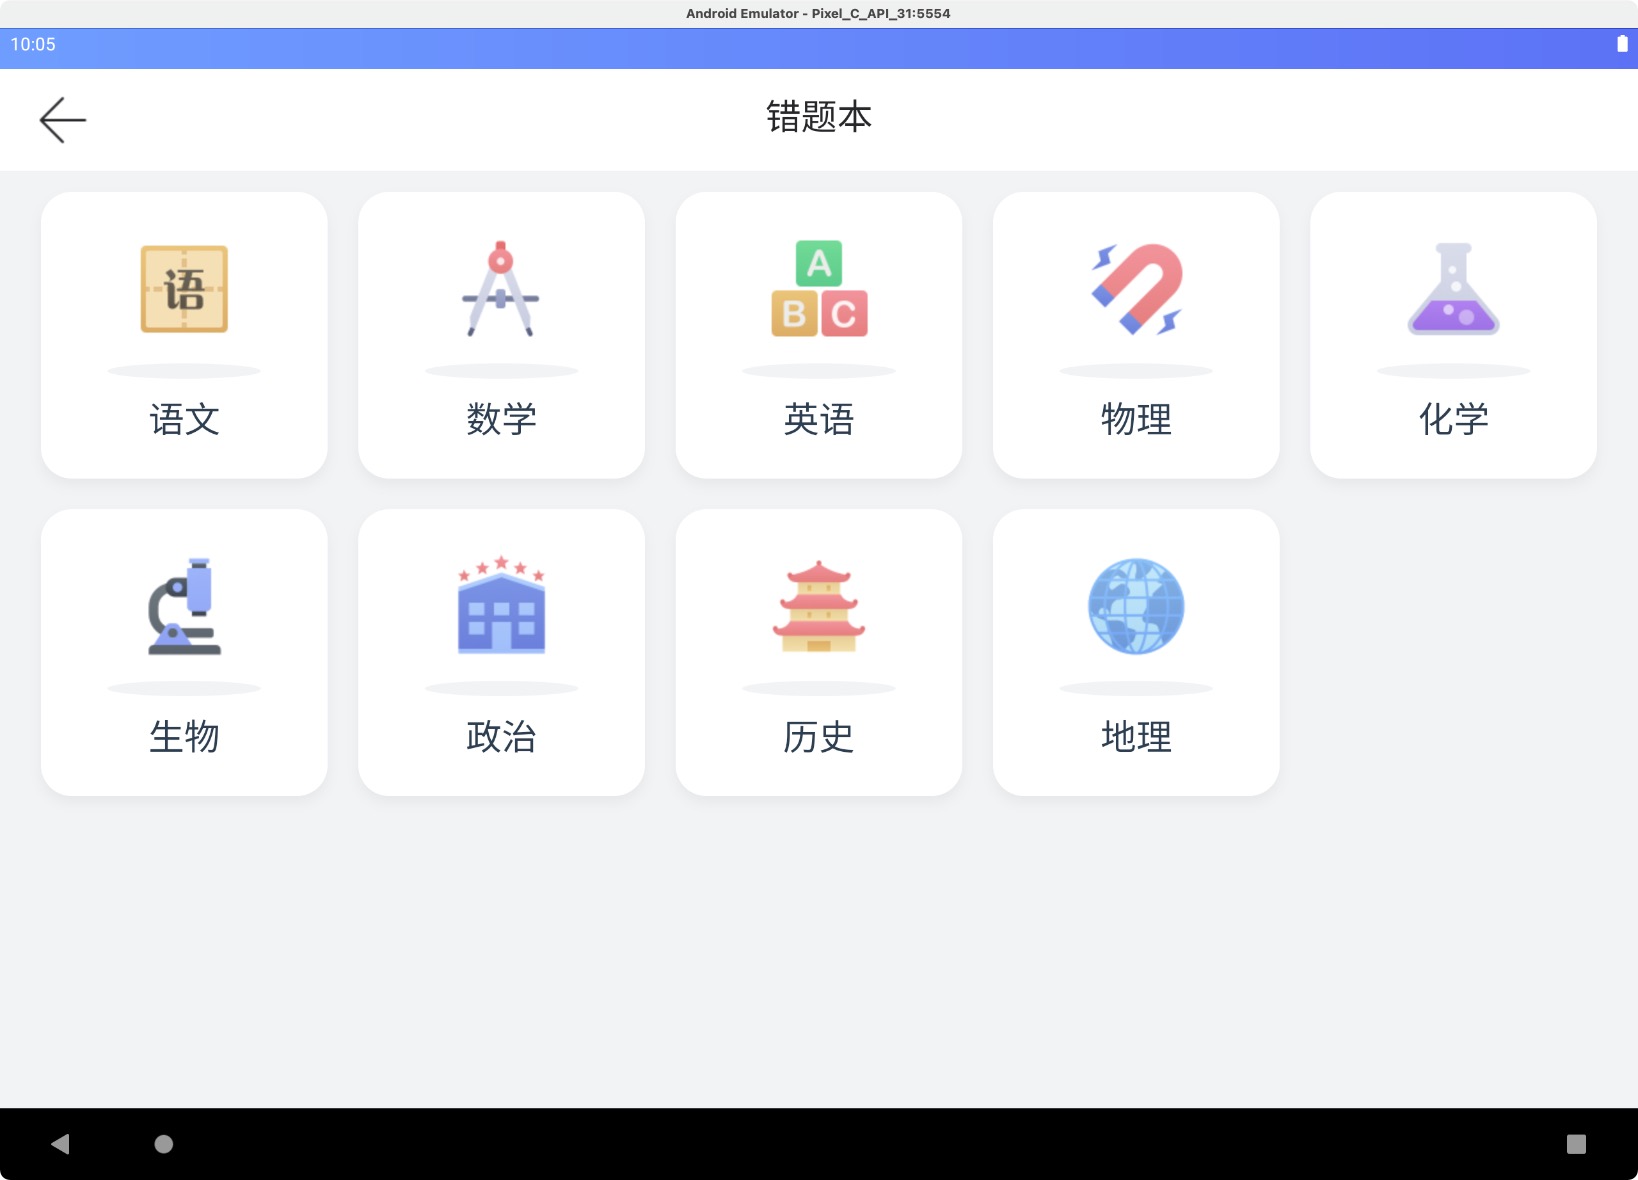 Android Emulator - Pixel_C_API_31:5554
10:05
错题本
语
A
B C
语文 数学 英语 物理 化学
生物 政治 历史 地理